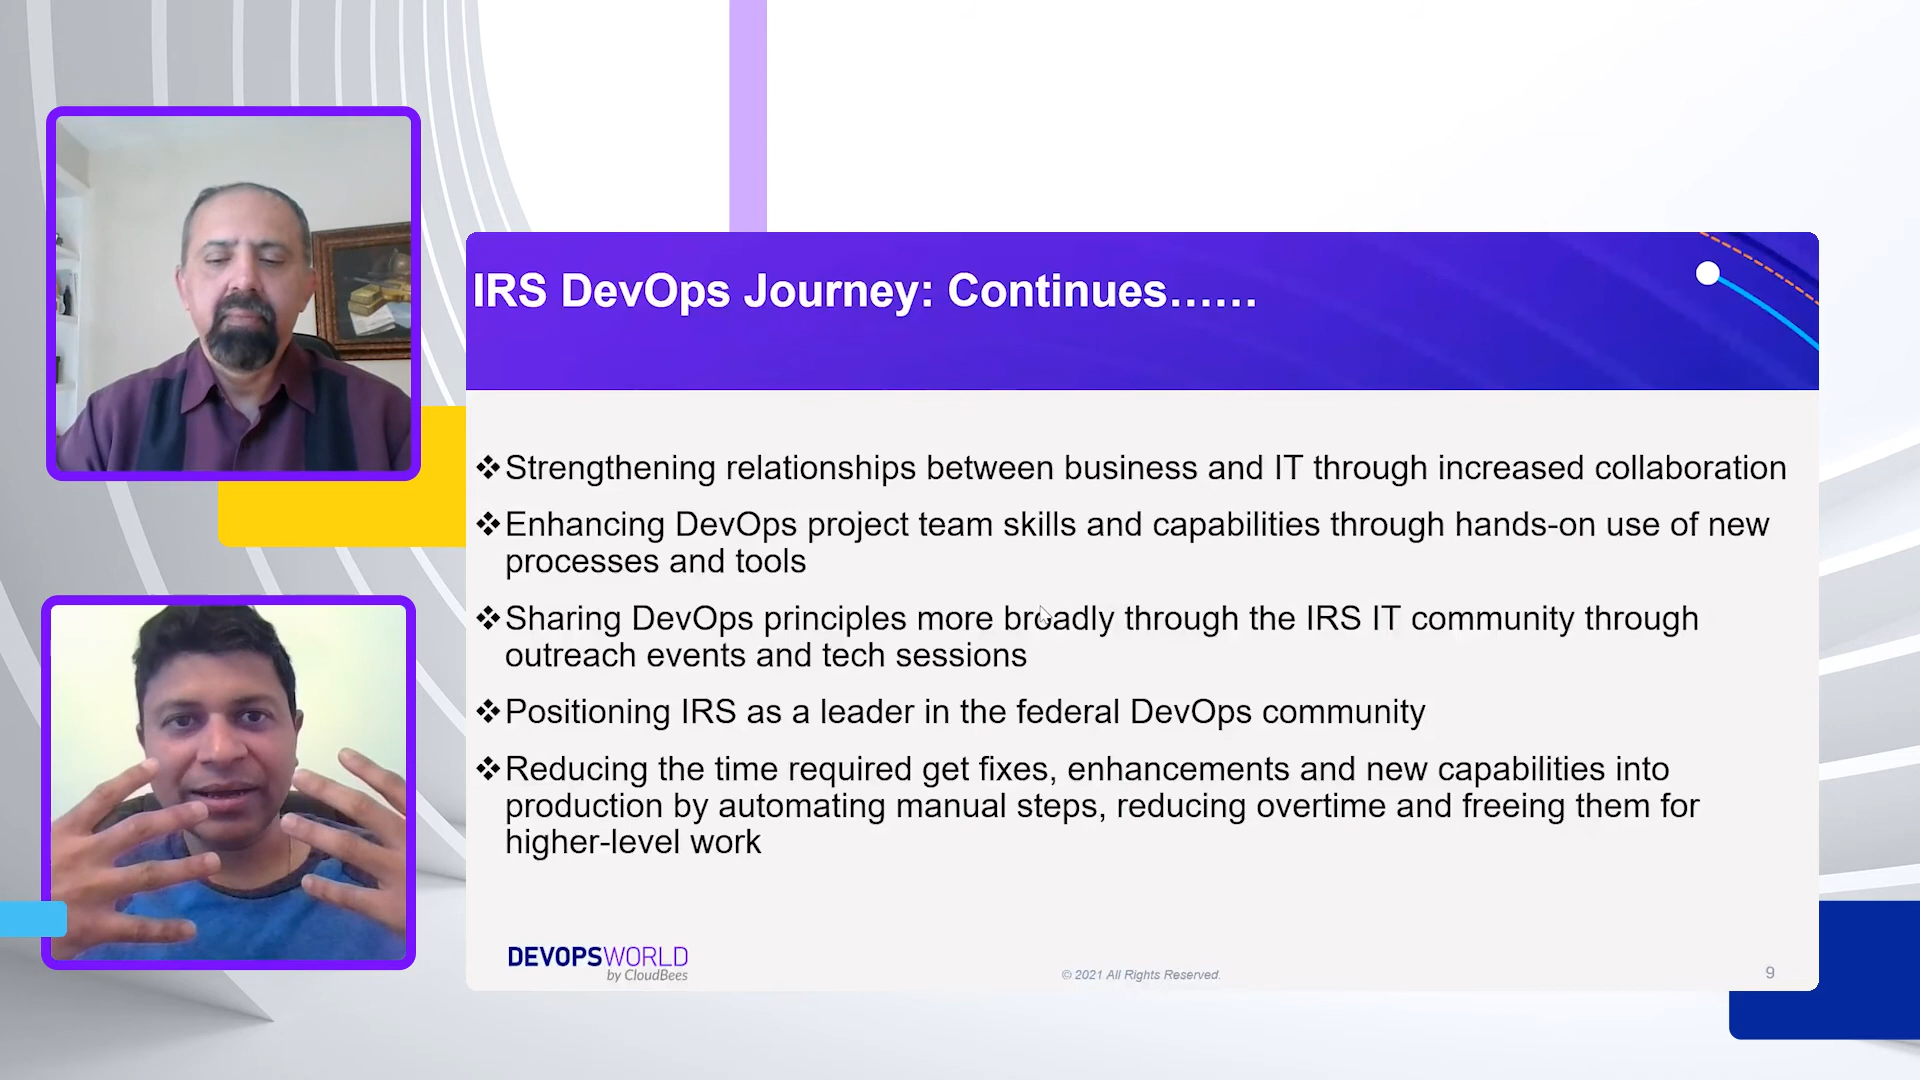 IRS DevOps Journey: Continues......
❖Strengthening relationships between business and IT through increased collaboration
❖Enhancing DevOps project team skills and capabilities through hands-on use of new
processes and tools
❖Sharing DevOps principles more broadly through the IRS IT community through
outreach events and tech sessions
❖Positioning IRS as a leader in the federal DevOps community
❖Reducing the time required get fixes, enhancements and new capabilities into
production by automating manual steps, reducing overtime and freeing them for
higher-level work
DEVOPSWORLD
by CloudBees
© 2021 All Rights Reserved.
9